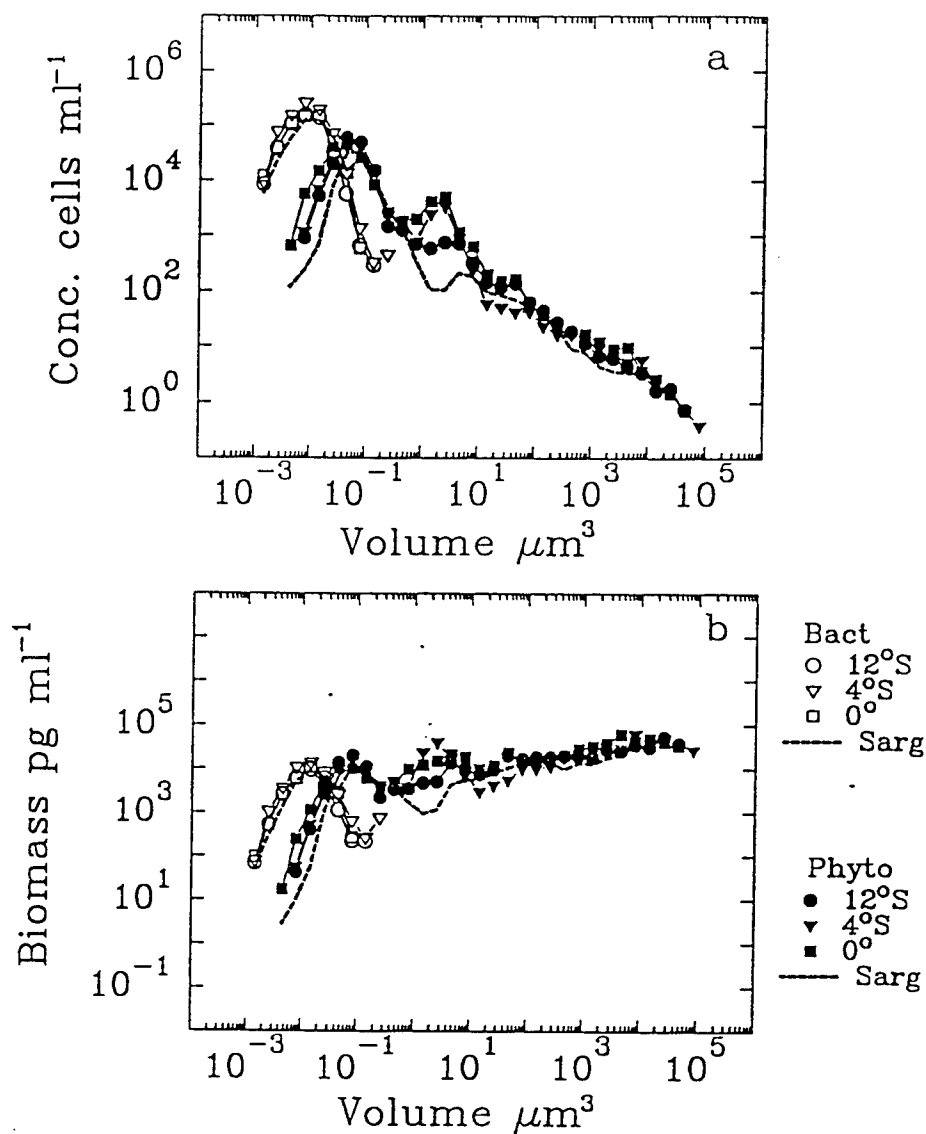 a
Conc. cells ml⁻¹
10⁶
10⁴
10²
10⁰
10⁻³ 10⁻¹ 10¹ 10³ 10⁵
Volume μm³
b
Biomass pg ml⁻¹
10⁵
10³
10¹
10⁻¹
10⁻³ 10⁻¹ 10¹ 10³ 10⁵
Volume μm³
Bact
12°S
4°S
0°
Sarg
Phyto
12°S
4°S
0°
Sarg